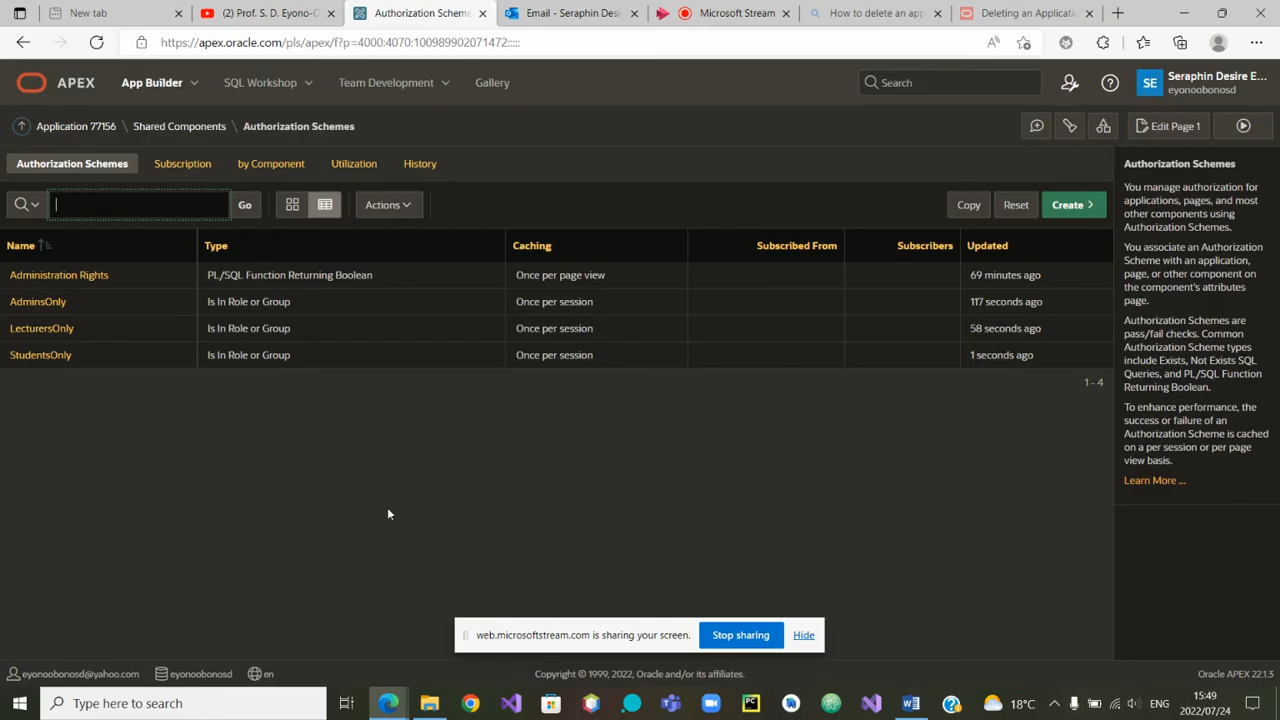 New tab
(2) Prof. S. D. Eyono-O
Authorization Scheme
Email - Seraphin Desire E
Microsoft Stream
How to delete an app
Deleting an Applicatio
https://apex.oracle.com/pls/apex/f?p=4000:4070:100989902071472:::::
APEX
App Builder
SQL Workshop
Team Development
Gallery
Search
SE
Seraphin Desire E...
eyonoobonosd
Application 77156 \ Shared Components \ Authorization Schemes
Edit Page 1
Authorization Schemes
Subscription
by Component
Utilization
History
Go
Actions
Copy
Reset
Create
Name
Type
Caching
Subscribed From
Subscribers
Updated
Administration Rights
PL/SQL Function Returning Boolean
Once per page view
69 minutes ago
AdminsOnly
Is In Role or Group
Once per session
117 seconds ago
LecturersOnly
Is In Role or Group
Once per session
58 seconds ago
StudentsOnly
Is In Role or Group
Once per session
1 seconds ago
1 - 4
Authorization Schemes
You manage authorization for
applications, pages, and most
other components using
Authorization Schemes.
You associate an Authorization
Scheme with an application,
page, or other component on
the component's attributes
page.
Authorization Schemes are
pass/fail checks. Common
Authorization Scheme types
include Exists, Not Exists SQL
Queries, and PL/SQL Function
Returning Boolean.
To enhance performance, the
success or failure of an
Authorization Scheme is cached
on a per session or per page
view basis.
Learn More ...
web.microsoftstream.com is sharing your screen.
Stop sharing
Hide
eyonoobonosd@yahoo.com
eyonoobonosd
en
Copyright © 1999, 2022, Oracle and/or its affiliates.
Oracle APEX 22.1.3
Type here to search
PC
18°C
ENG
15:49
2022/07/24